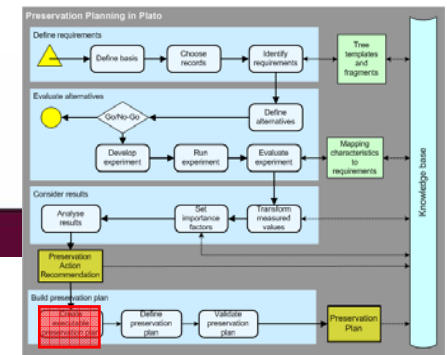 Preservation Planning in Plato
Define requirements
Define basis
Choose
records
Identify
requirements
Tree
templates
and
fragments
Evaluate alternatives
Go/No-Go
Define
alternatives
Develop
experiment
Run
experiment
Evaluate
experiment
Mapping
characteristics
to
requirements
Knowledge base
Consider results
Analyse
results
Set
importance
factors
Transform
measured
values
Preservation
Action
Recommendation
Build preservation plan
Create
executable
preservation plan
Define
preservation
plan
Validate
preservation
plan
Preservation
Plan